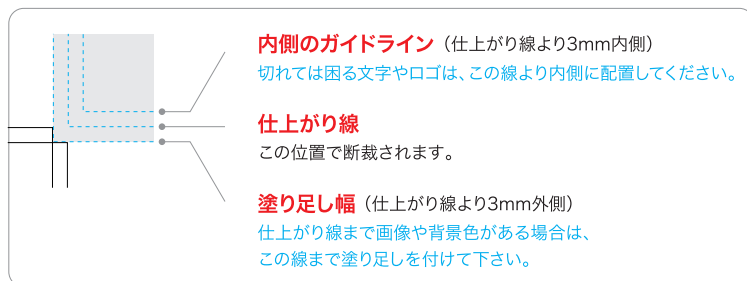 内側のガイドライン（仕上がり線より3mm内側）
切れては困る文字やロゴは、この線より内側に配置してください。
仕上がり線
この位置で断裁されます。
塗り足し幅（仕上がり線より3mm外側）
仕上がり線まで画像や背景色がある場合は、
この線まで塗り足しを付けて下さい。